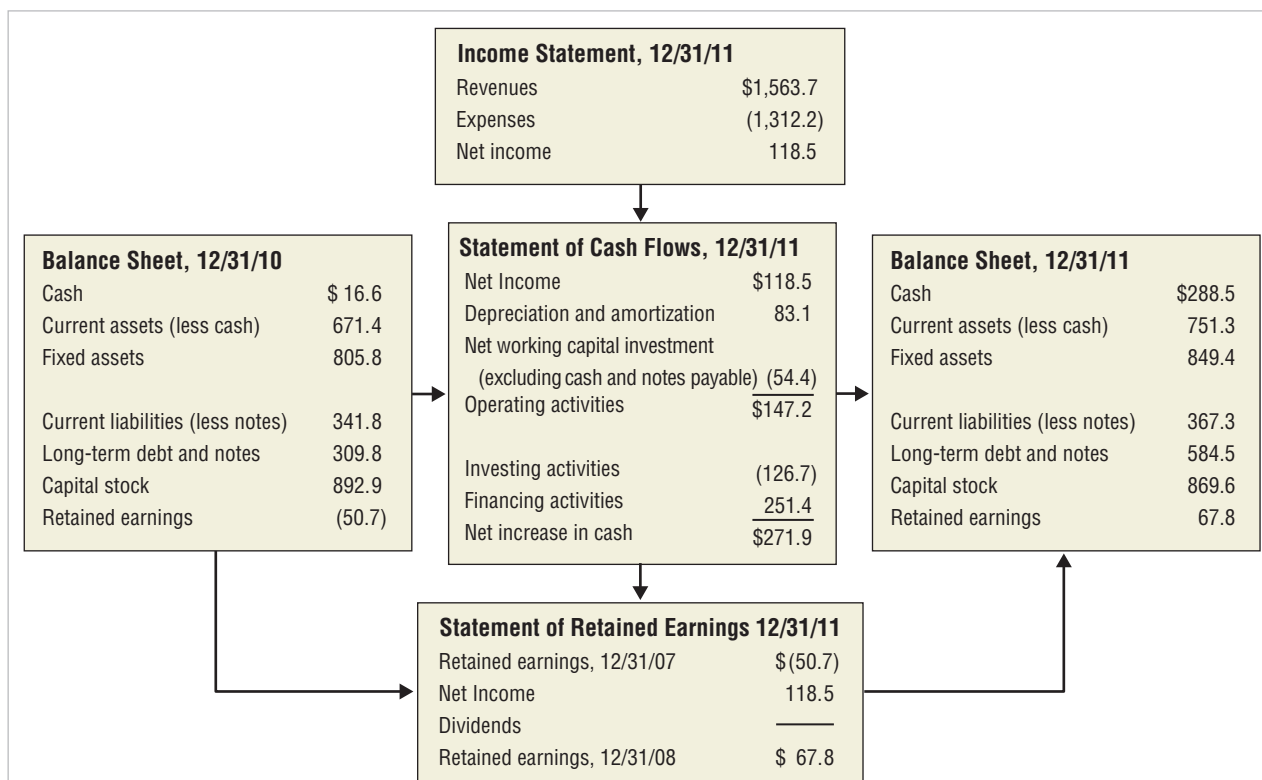 Income Statement, 12/31/11
Revenues $1,563.7
Expenses (1,312.2)
Net income 118.5
Balance Sheet, 12/31/10
Cash $ 16.6
Current assets (less cash) 671.4
Fixed assets 805.8
Current liabilities (less notes) 341.8
Long-term debt and notes 309.8
Capital stock 892.9
Retained earnings (50.7)
Statement of Cash Flows, 12/31/11
Net Income $118.5
Depreciation and amortization 83.1
Net working capital investment
(excluding cash and notes payable) (54.4)
Operating activities $147.2
Investing activities (126.7)
Financing activities 251.4
Net increase in cash $271.9
Balance Sheet, 12/31/11
Cash $288.5
Current assets (less cash) 751.3
Fixed assets 849.4
Current liabilities (less notes) 367.3
Long-term debt and notes 584.5
Capital stock 869.6
Retained earnings 67.8
Statement of Retained Earnings 12/31/11
Retained earnings, 12/31/07 $(50.7)
Net Income 118.5
Dividends
Retained earnings, 12/31/08 $ 67.8